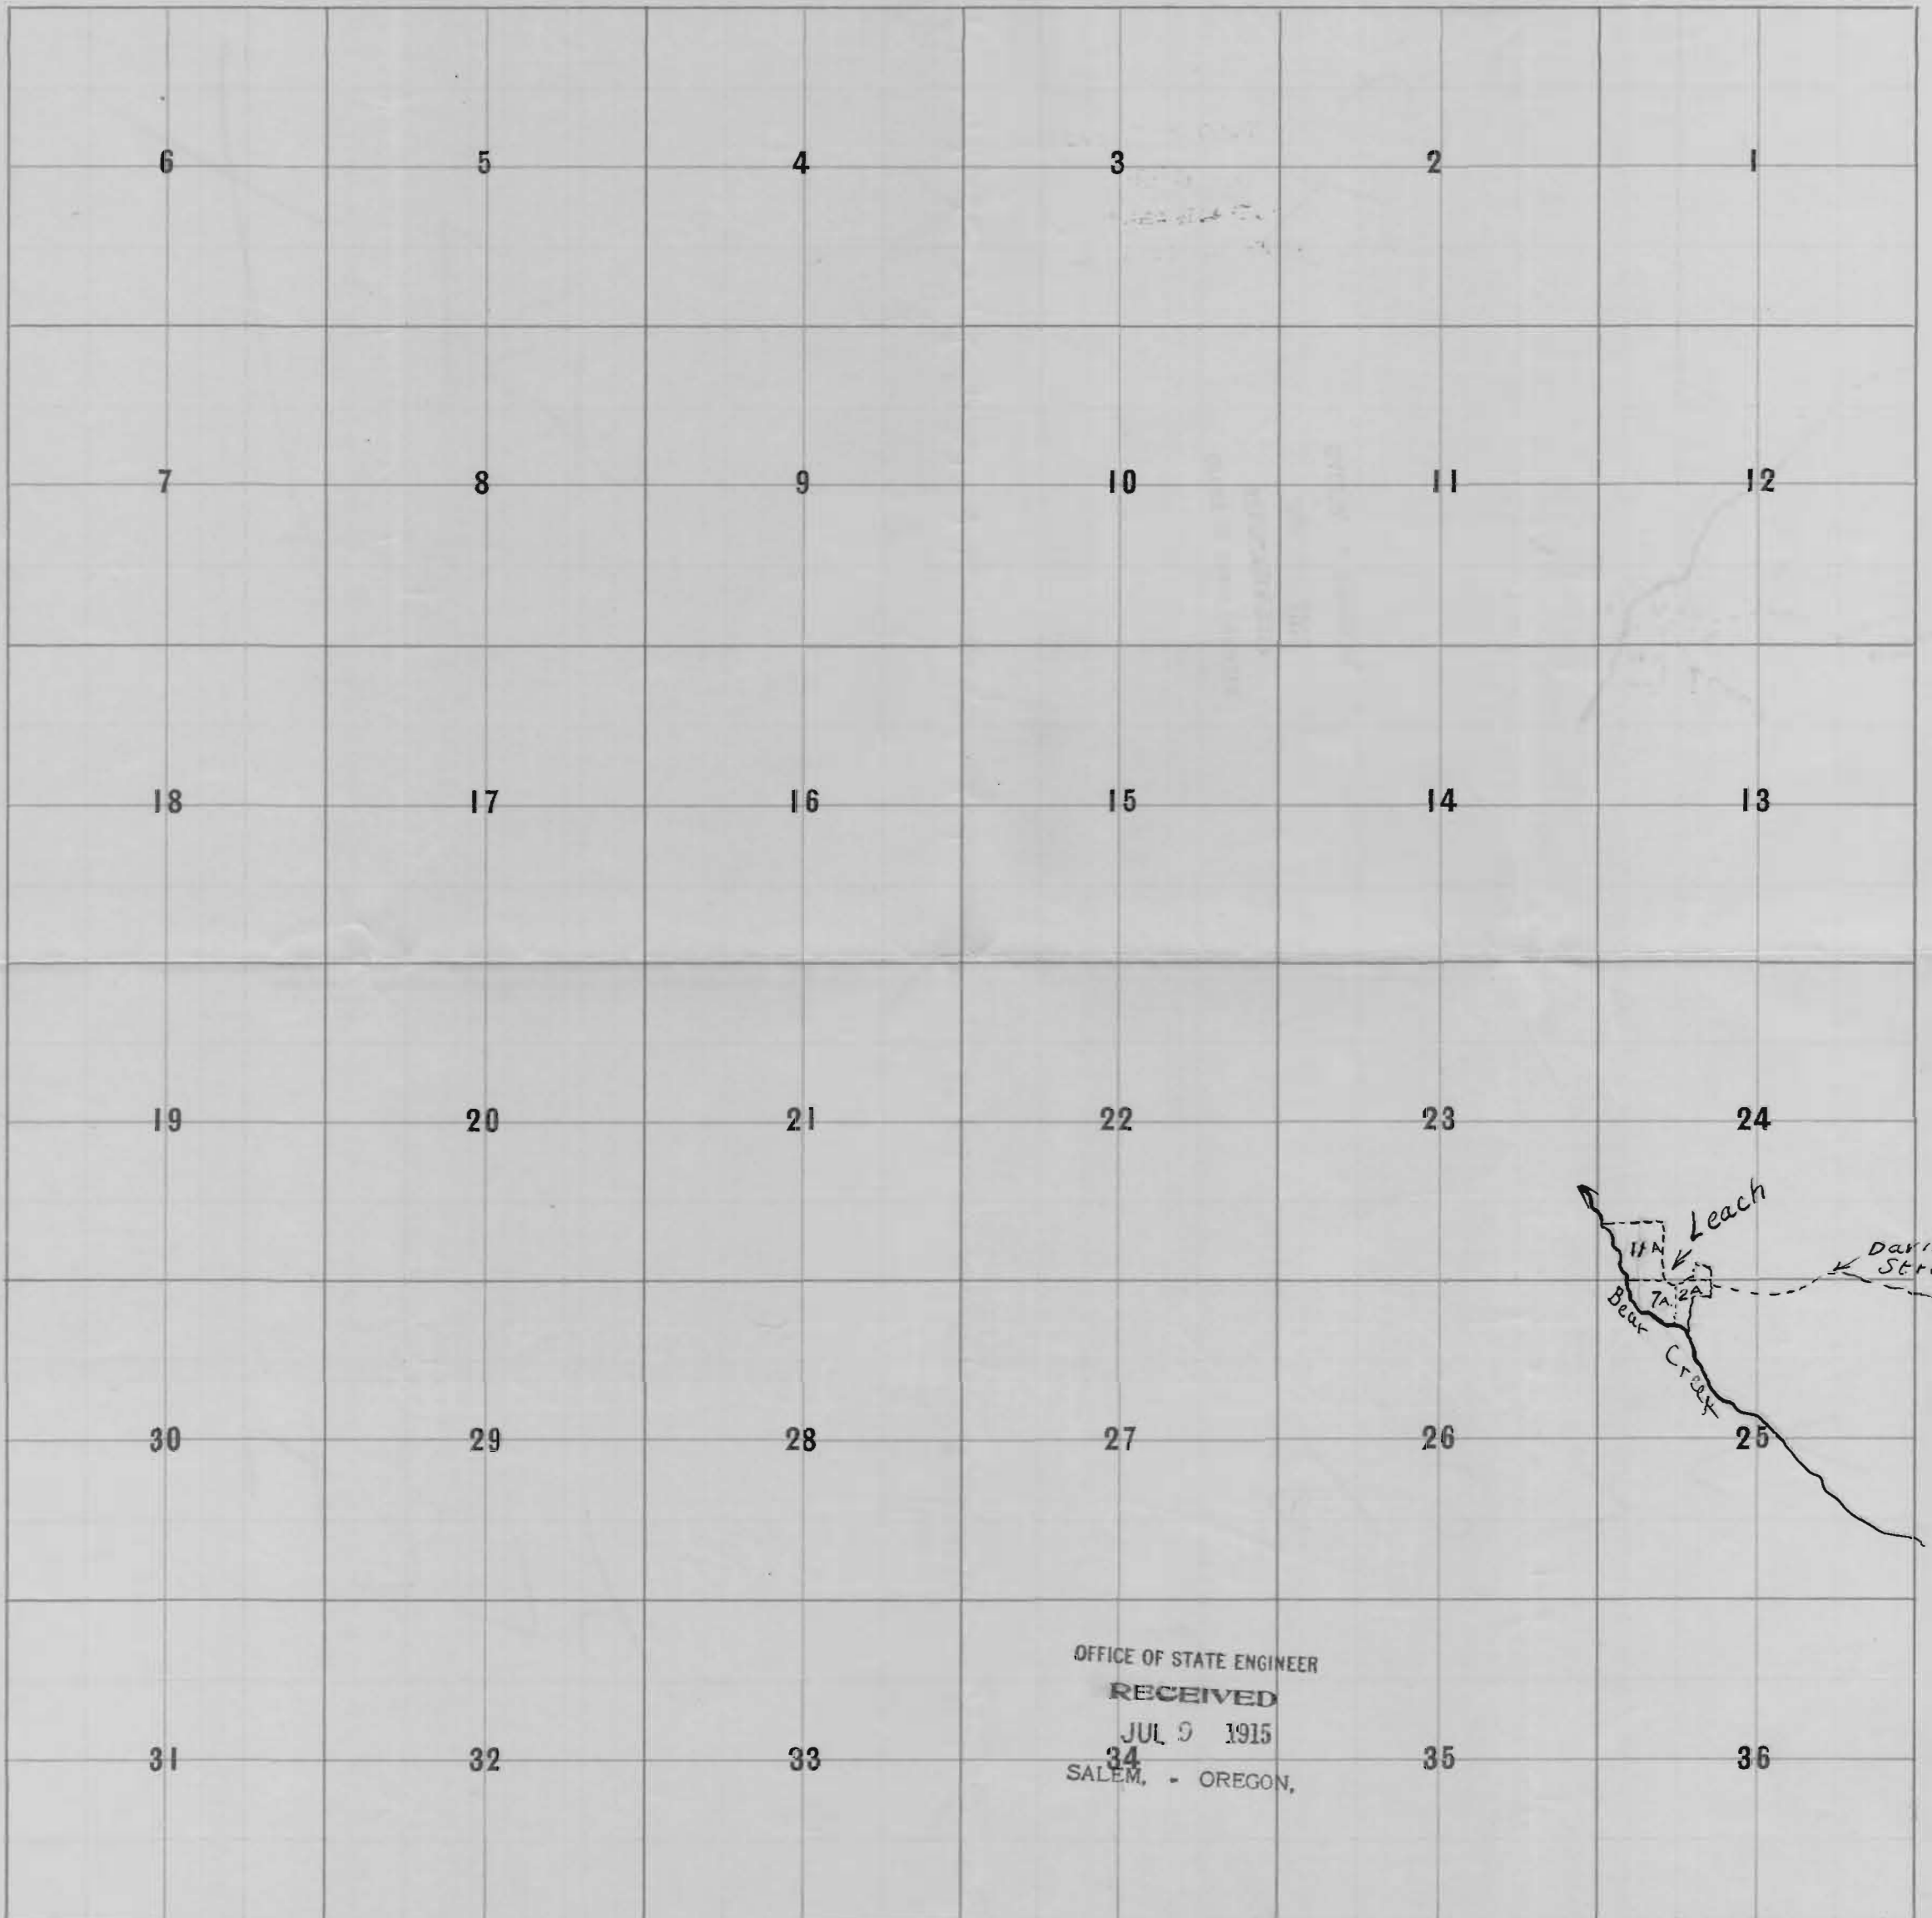 6 5 4 3 2 1
7 8 9 10 11 12
18 17 16 15 14 13
19 20 21 22 23 24
Leach
11A
7A
2A
Bear
Creek
30 29 28 27 26 25
OFFICE OF STATE ENGINEER
RECEIVED
JUL 9 1915
SALEM, - OREGON,
31 32 33 34 35 36